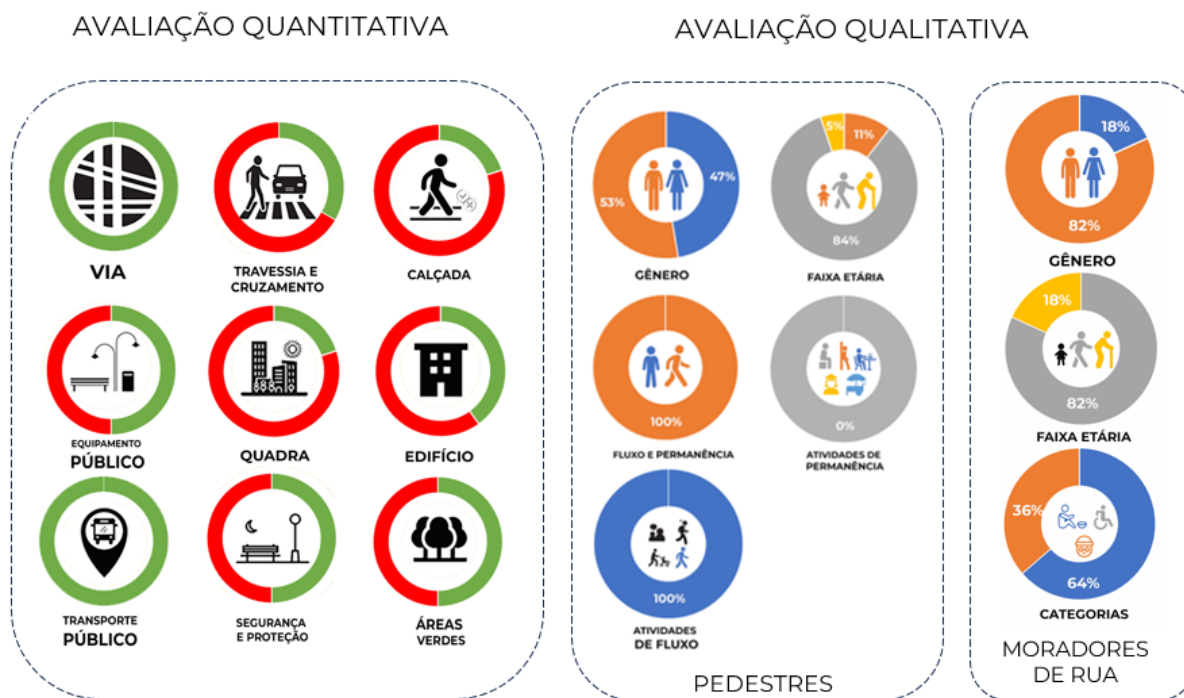 AVALIAÇÃO QUANTITATIVA
VIA
TRAVESSIA E
CRUZAMENTO
CALÇADA
EQUIPAMENTO
PÚBLICO
QUADRA
EDIFÍCIO
TRANSPORTE
PÚBLICO
SEGURANÇA
E PROTEÇÃO
ÁREAS
VERDES
AVALIAÇÃO QUALITATIVA
47%
53%
GÊNERO
5%
11%
84%
FAIXA ETÁRIA
100%
FLUXO E PERMANÊNCIA
0%
ATIVIDADES DE
PERMANÊNCIA
100%
ATIVIDADES
DE FLUXO
PEDESTRES
18%
82%
GÊNERO
18%
82%
FAIXA ETÁRIA
36%
64%
CATEGORIAS
MORADORES
DE RUA